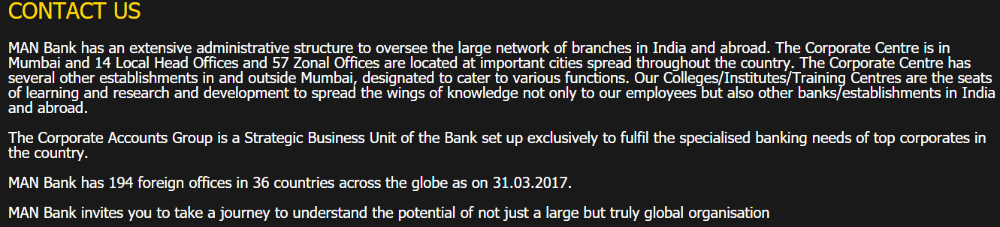 CONTACT US
MAN Bank has an extensive administrative structure to oversee the large network of branches in India and abroad. The Corporate Centre is in
Mumbai and 14 Local Head Offices and 57 Zonal Offices are located at important cities spread throughout the country. The Corporate Centre has
several other establishments in and outside Mumbai, designated to cater to various functions. Our Colleges/Institutes/Training Centres are the seats
of learning and research and development to spread the wings of knowledge not only to our employees but also other banks/establishments in India
and abroad.
The Corporate Accounts Group is a Strategic Business Unit of the Bank set up exclusively to fulfil the specialised banking needs of top corporates in
the country.
MAN Bank has 194 foreign offices in 36 countries across the globe as on 31.03.2017.
MAN Bank invites you to take a journey to understand the potential of not just a large but truly global organisation